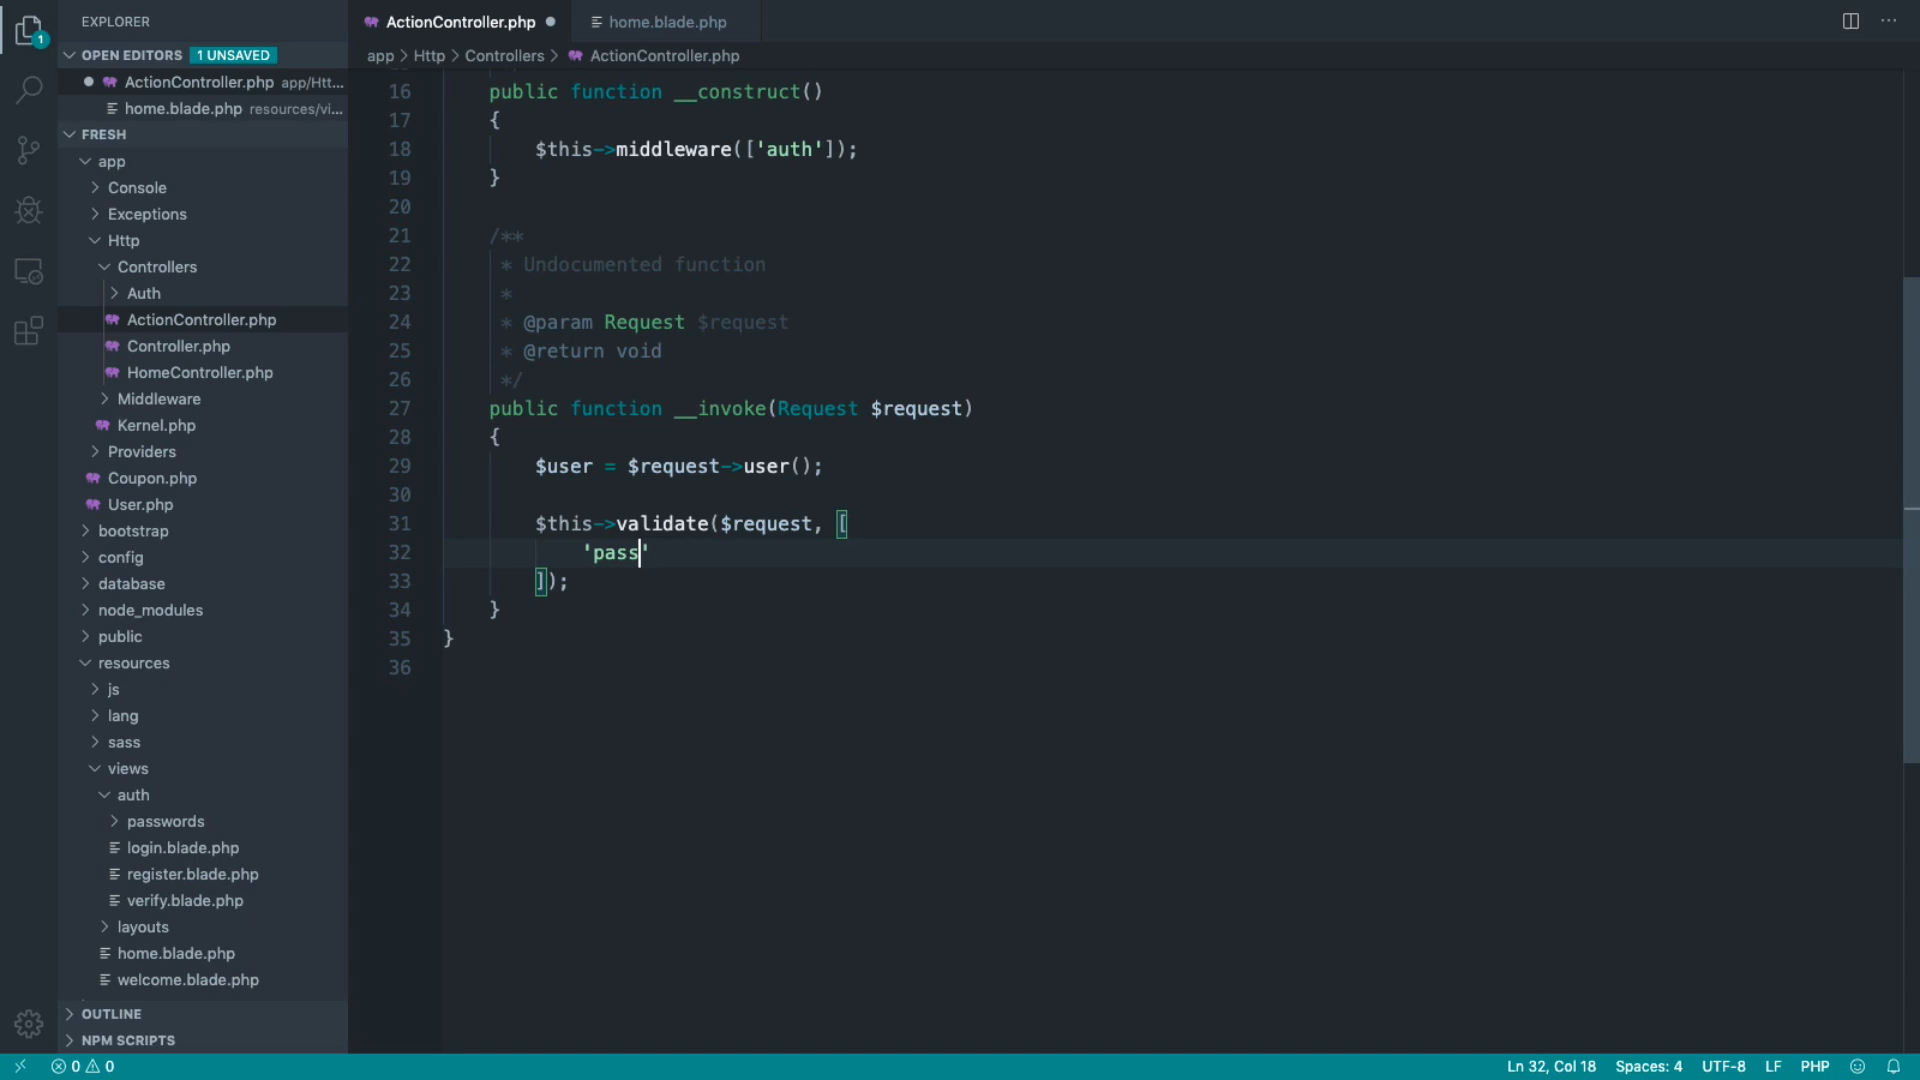 EXPLORER
OPEN EDITORS 1 UNSAVED
ActionController.php app/Htt...
home.blade.php resources/vi...
FRESH
app
Console
Exceptions
Http
Controllers
Auth
ActionController.php
Controller.php
HomeController.php
Middleware
Kernel.php
Providers
Coupon.php
User.php
bootstrap
config
database
node_modules
public
resources
js
lang
sass
views
auth
passwords
login.blade.php
register.blade.php
verify.blade.php
layouts
home.blade.php
welcome.blade.php
OUTLINE
NPM SCRIPTS
1
ActionController.php
home.blade.php
app > Http > Controllers > ActionController.php
16 public function __construct()
17 {
18 $this->middleware(['auth']);
19 }
20
21 /**
22 * Undocumented function
23 *
24 * @param Request $request
25 * @return void
26 */
27 public function __invoke(Request $request)
28 {
29 $user = $request->user();
30
31 $this->validate($request, [
32 'pass'
33 ]);
34 }
35 }
36
0 0
Ln 32, Col 18 Spaces: 4 UTF-8 LF PHP